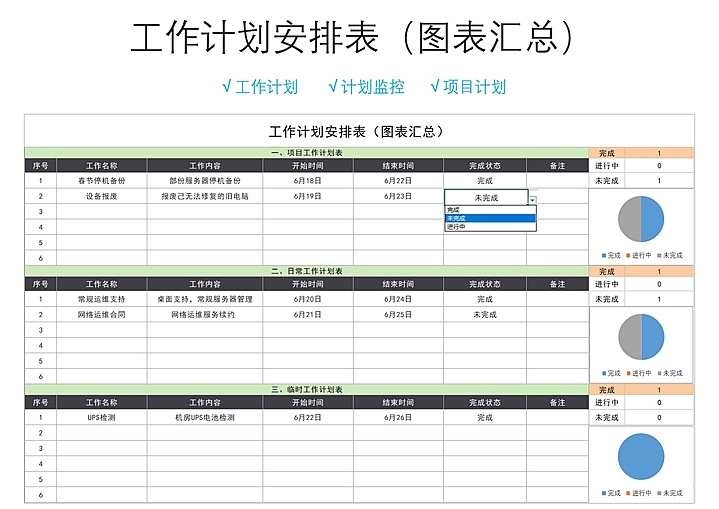 工作计划安排表（图表汇总）
√工作计划 √计划监控 √项目计划
工作计划安排表（图表汇总）
一、项目工作计划表 完成 1
序号 工作名称 工作内容 开始时间 结束时间 完成状态 备注 进行中 0
1 春节停机备份 部份服务器停机备份 6月18日 6月22日 完成 未完成 1
2 设备报废 报废已无法修复的旧电脑 6月19日 6月23日 未完成
3
完成
未完成
4
进行中
5
6
完成 进行中 未完成
二、日常工作计划表 完成 1
序号 工作名称 工作内容 开始时间 结束时间 完成状态 备注 进行中 0
1 常规运维支持 桌面支持，常规服务器管理 6月20日 6月24日 完成 未完成 1
2 网络运维合同 网络运维服务续约 6月21日 6月25日 未完成
3
4
5
6
完成 进行中 未完成
三、临时工作计划表 完成 1
序号 工作名称 工作内容 开始时间 结束时间 完成状态 备注 进行中 0
1 UPS检测 机房UPS电池检测 6月22日 6月26日 完成 未完成 0
2
3
4
5
6
完成 进行中 未完成